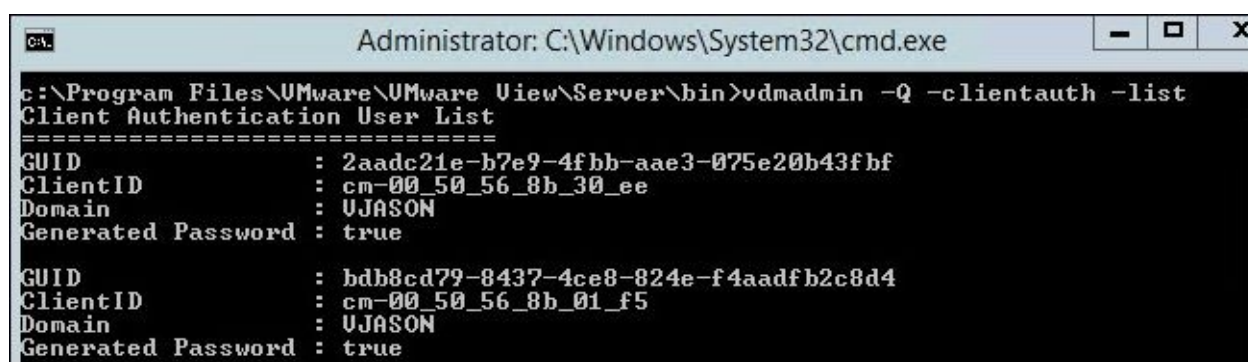 Administrator: C:\Windows\System32\cmd.exe
c:\Program Files\VMware\VMware View\Server\bin>vdmadmin -Q -clientauth -list
Client Authentication User List
===============================
GUID : 2aadc21e-b7e9-4fbb-aae3-075e20b43fbf
ClientID : cm-00_50_56_8b_30_ee
Domain : VJASON
Generated Password : true
GUID : bdb8cd79-8437-4ce8-824e-f4aadfb2c8d4
ClientID : cm-00_50_56_8b_01_f5
Domain : VJASON
Generated Password : true